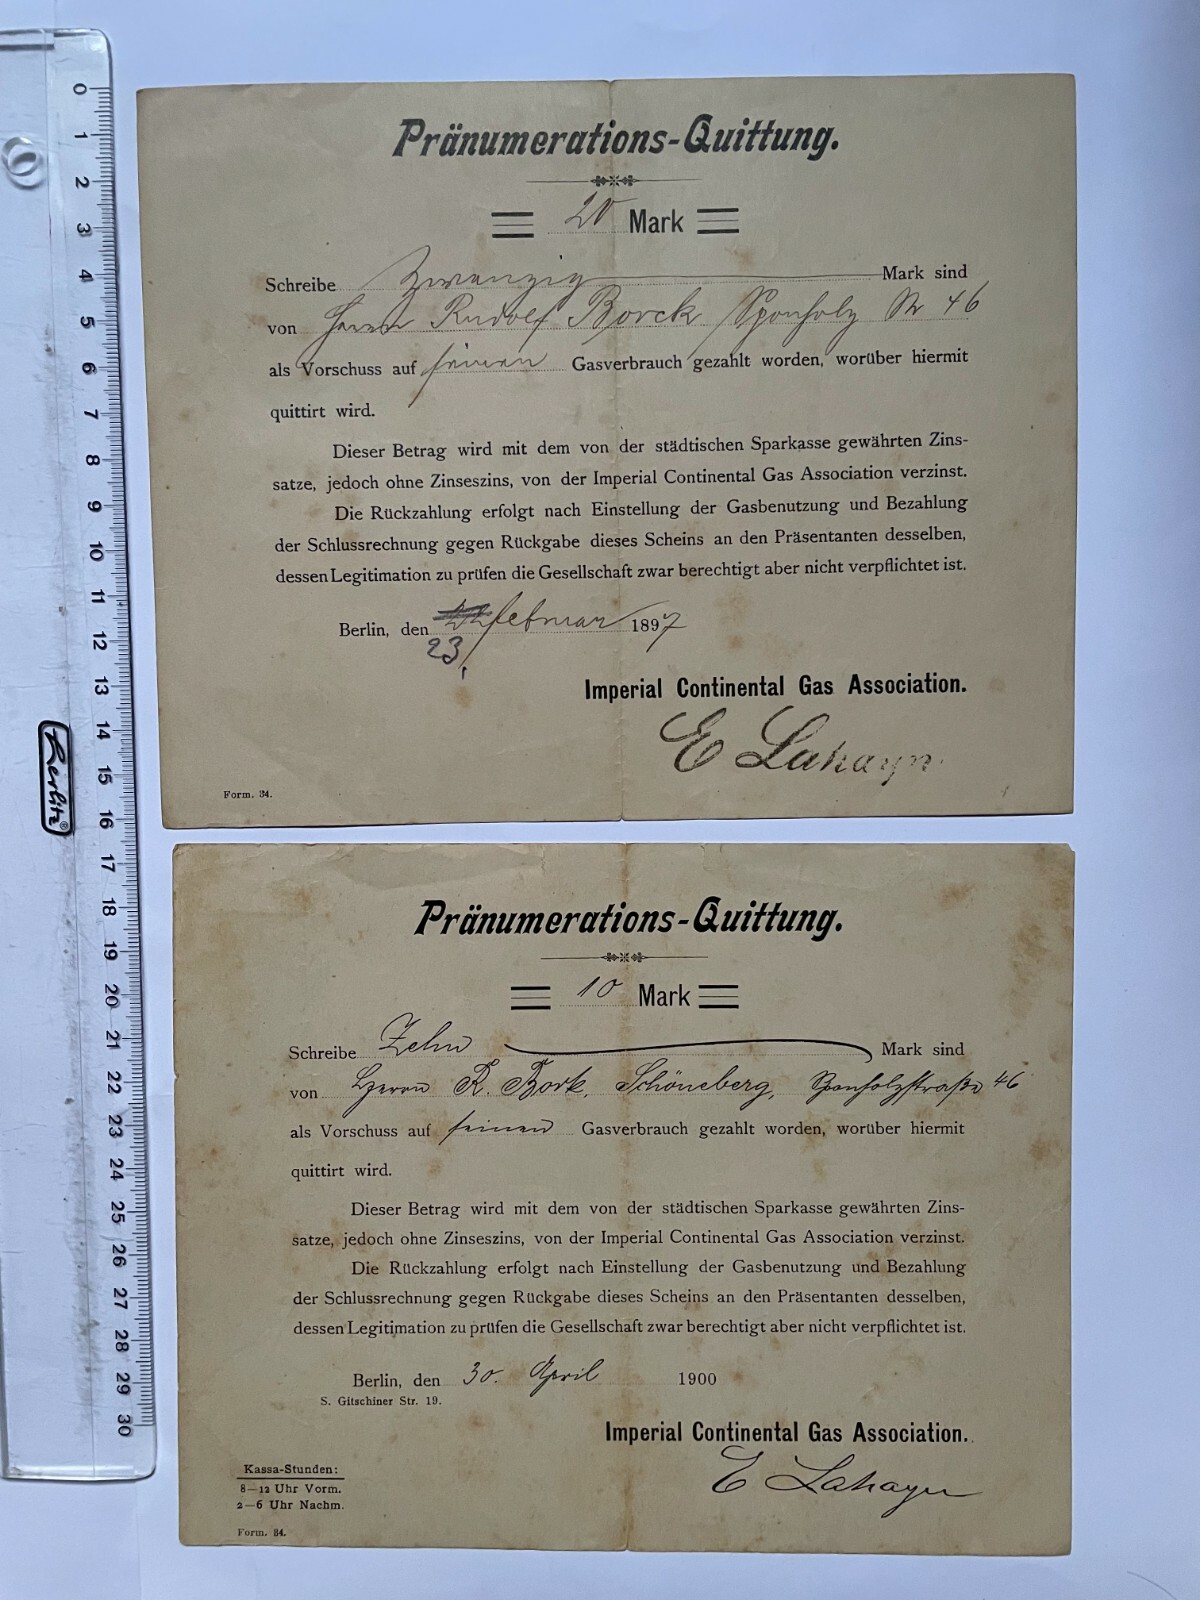 0
1
2
3
4
5
6
7
8
9
10
11
12
13
14
15
16
17
18
19
20
21
22
23
24
25
26
27
28
29
30
Herlitz®
Pränumerations-Quittung.
20 Mark
Schreibe Zwanzig Mark sind
von Herrn Rudolf Borck Sponholz Str 46
als Vorschuss auf seinen Gasverbrauch gezahlt worden, worüber hiermit
quittirt wird.
Dieser Betrag wird mit dem von der städtischen Sparkasse gewährten Zins-
satze, jedoch ohne Zinseszins, von der Imperial Continental Gas Association verzinst.
Die Rückzahlung erfolgt nach Einstellung der Gasbenutzung und Bezahlung
der Schlussrechnung gegen Rückgabe dieses Scheins an den Präsentanten desselben,
dessen Legitimation zu prüfen die Gesellschaft zwar berechtigt aber nicht verpflichtet ist.
Berlin, den februar 1897
23,
Imperial Continental Gas Association.
E Lahayn
Form. 34.
Pränumerations-Quittung.
10 Mark
Schreibe Zehn Mark sind
von Herrn R. Bork, Schöneberg, Sponholzstraße 46
als Vorschuss auf seinen Gasverbrauch gezahlt worden, worüber hiermit
quittirt wird.
Dieser Betrag wird mit dem von der städtischen Sparkasse gewährten Zins-
satze, jedoch ohne Zinseszins, von der Imperial Continental Gas Association verzinst.
Die Rückzahlung erfolgt nach Einstellung der Gasbenutzung und Bezahlung
der Schlussrechnung gegen Rückgabe dieses Scheins an den Präsentanten desselben,
dessen Legitimation zu prüfen die Gesellschaft zwar berechtigt aber nicht verpflichtet ist.
Berlin, den 30. April 1900
S. Gitschiner Str. 19.
Imperial Continental Gas Association.
E Lahayn
Kassa-Stunden:
8—12 Uhr Vorm.
2—6 Uhr Nachm.
Form. 34.